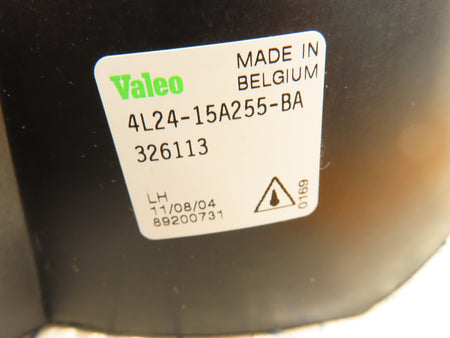 Valeo
MADE IN
BELGIUM
4L24-15A255-BA
326113
LH
11/08/04
89200731
0169